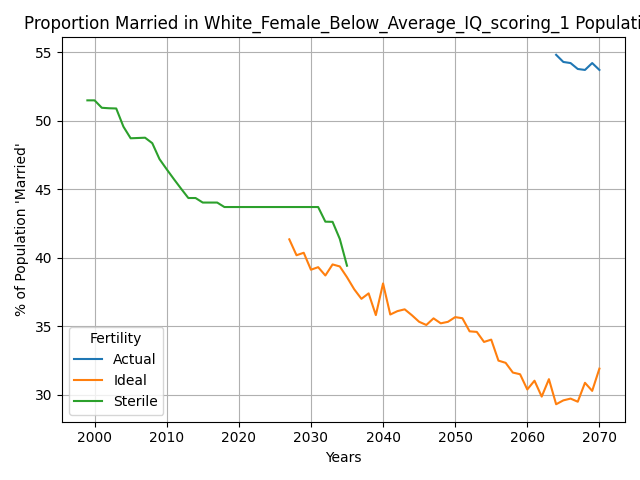 Proportion Married in White_Female_Below_Average_IQ_scoring_1 Populati
% of Population 'Married'
55
50
45
40
35
30
Fertility
Actual
Ideal
Sterile
2000 2010 2020 2030 2040 2050 2060 2070
Years